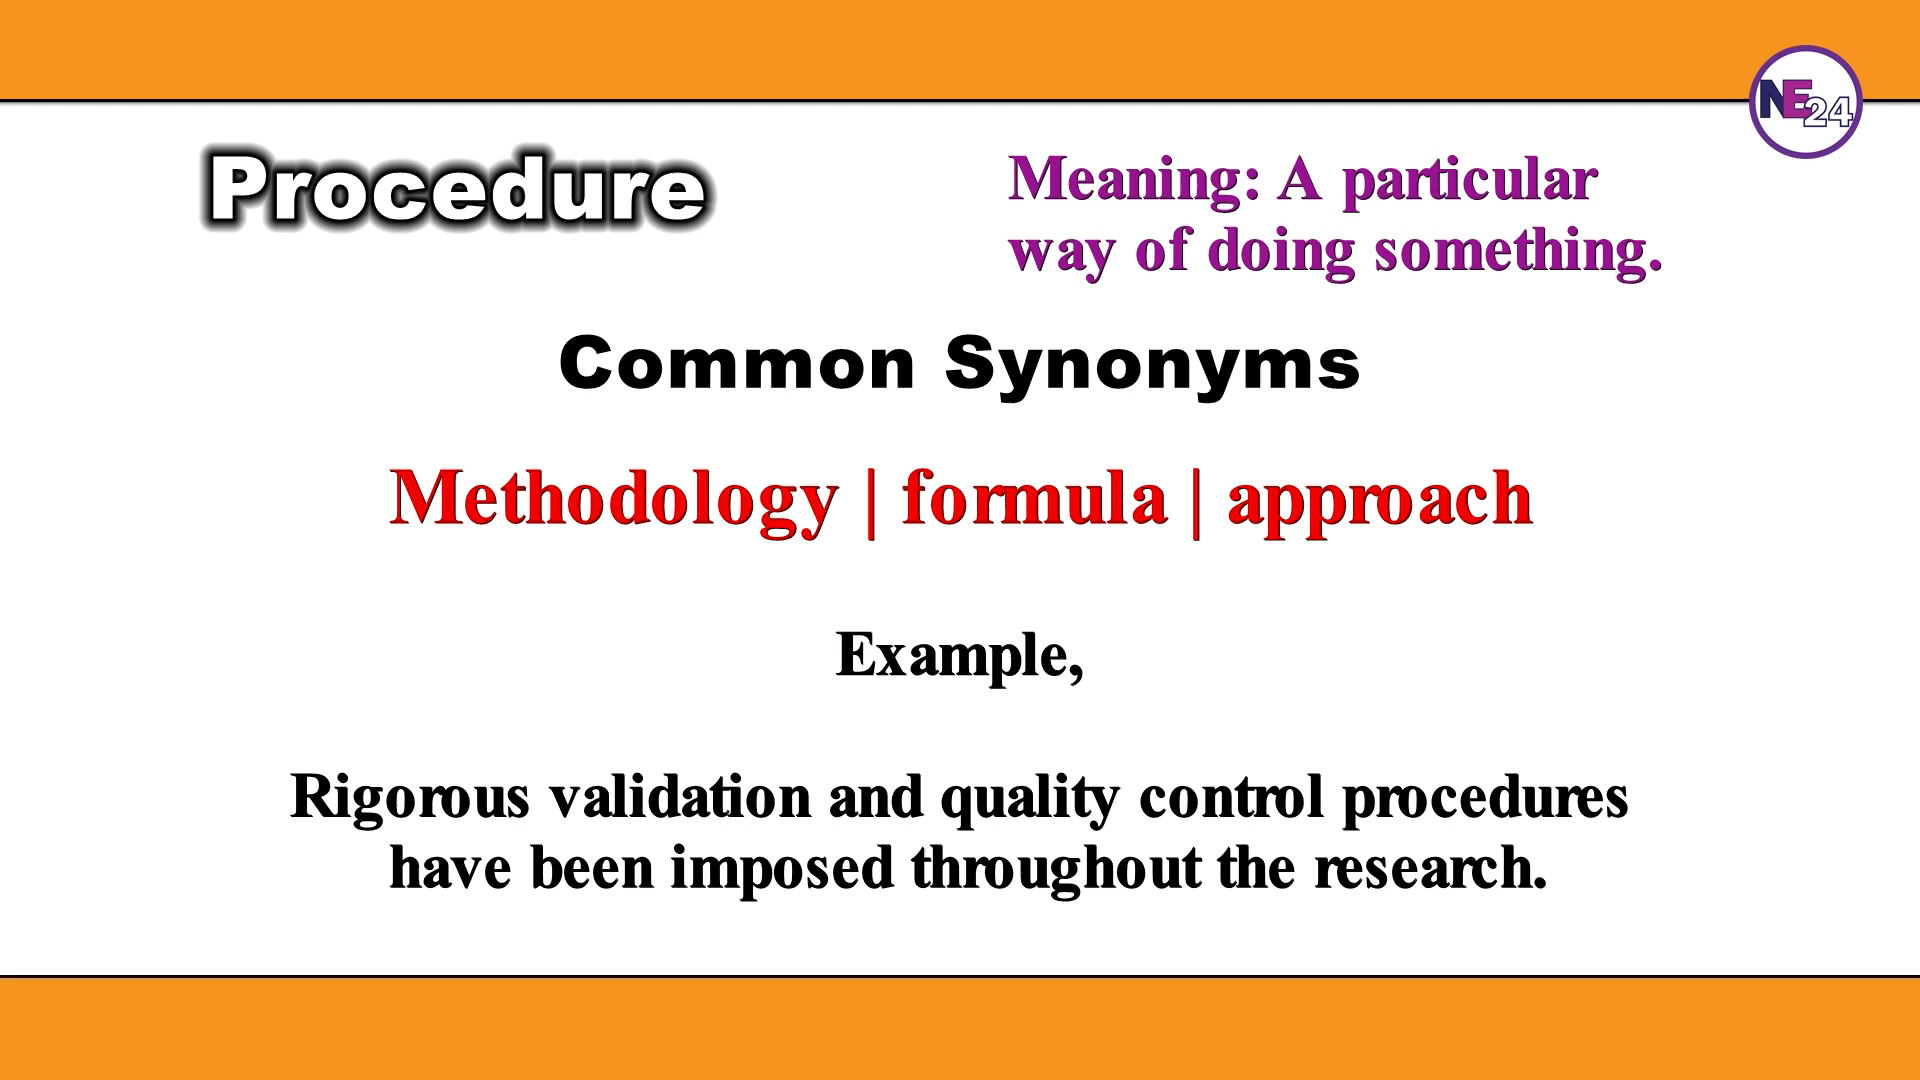 NE24
Procedure
Meaning: A particular
way of doing something.
Common Synonyms
Methodology | formula | approach
Example,
Rigorous validation and quality control procedures
have been imposed throughout the research.